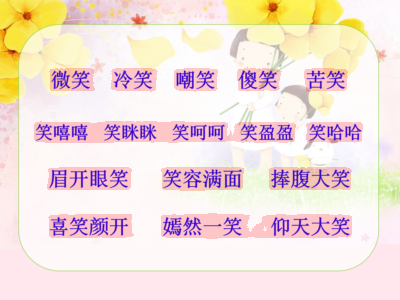 微笑 冷笑 嘲笑 傻笑 苦笑
笑嘻嘻 笑眯眯 笑呵呵 笑盈盈 笑哈哈
眉开眼笑 笑容满面 捧腹大笑
喜笑颜开 嫣然一笑 仰天大笑